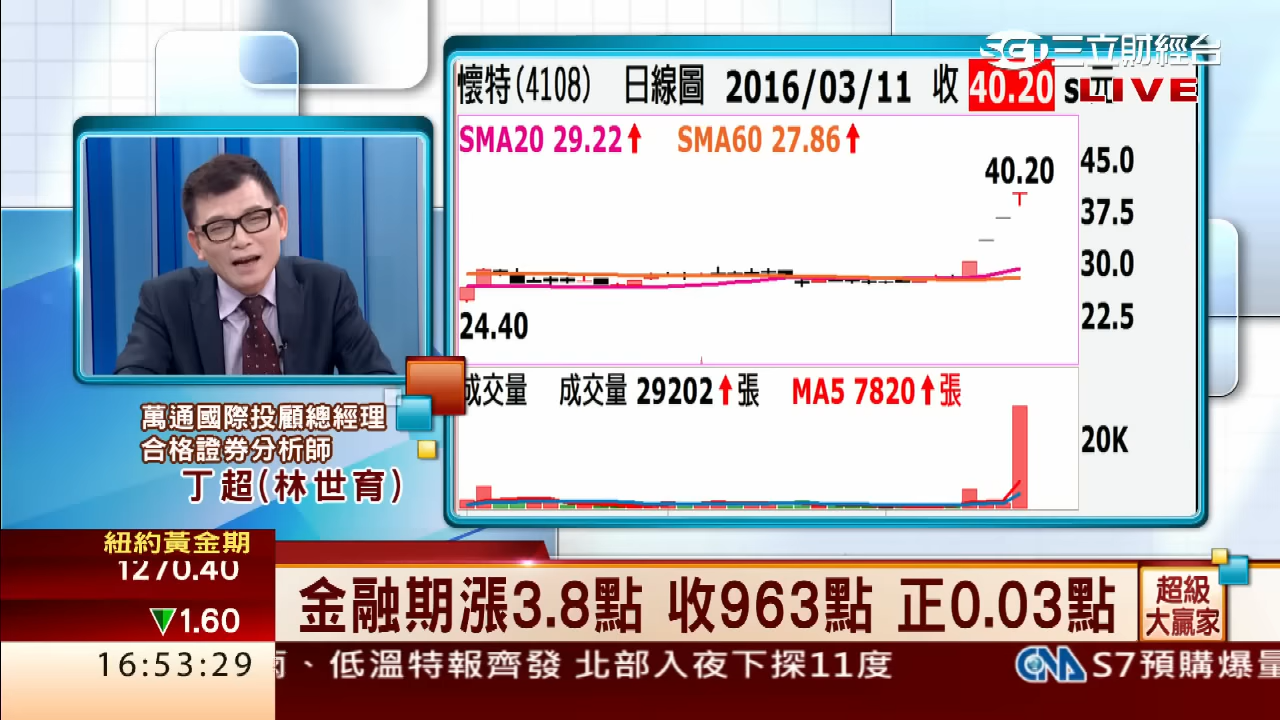 SET 三立財經台
LIVE
懷特(4108) 日線圖 2016/03/11 收 40.20 s元
SMA20 29.22↑ SMA60 27.86↑
40.20
45.0
37.5
30.0
22.5
24.40
成交量 成交量 29202↑張 MA5 7820↑張
20K
萬通國際投顧總經理
合格證券分析師
丁超(林世育)
紐約黃金期
1270.40
▼1.60
16:53:29
金融期漲3.8點 收963點 正0.03點
超級
大贏家
、低溫特報齊發 北部入夜下探11度 CNA S7預購爆量